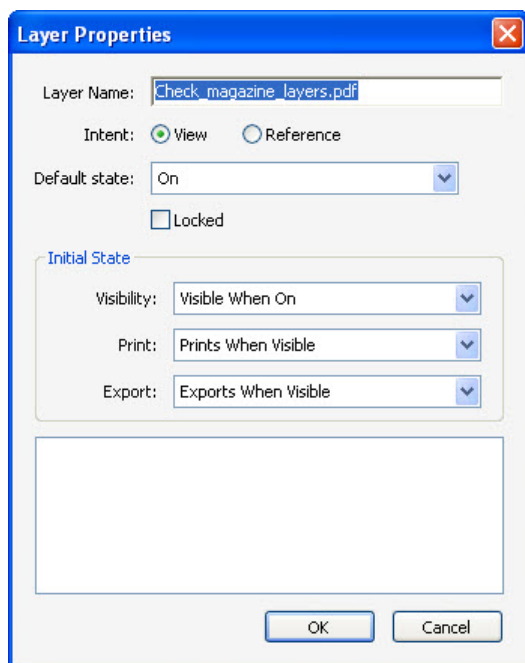 Layer Properties
Layer Name: Check_magazine_layers.pdf
Intent: View Reference
Default state: On
Locked
Initial State
Visibility: Visible When On
Print: Prints When Visible
Export: Exports When Visible
OK Cancel